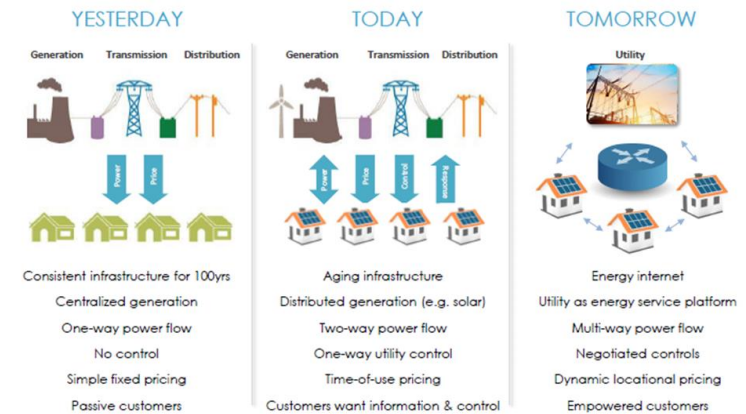 YESTERDAY
Generation Transmission Distribution
Power
Price
Consistent infrastructure for 100yrs
Centralized generation
One-way power flow
No control
Simple fixed pricing
Passive customers
TODAY
Generation Transmission Distribution
Power
Price
Control
Response
Aging infrastructure
Distributed generation (e.g. solar)
Two-way power flow
One-way utility control
Time-of-use pricing
Customers want information & control
TOMORROW
Utility
Energy internet
Utility as energy service platform
Multi-way power flow
Negotiated controls
Dynamic locational pricing
Empowered customers